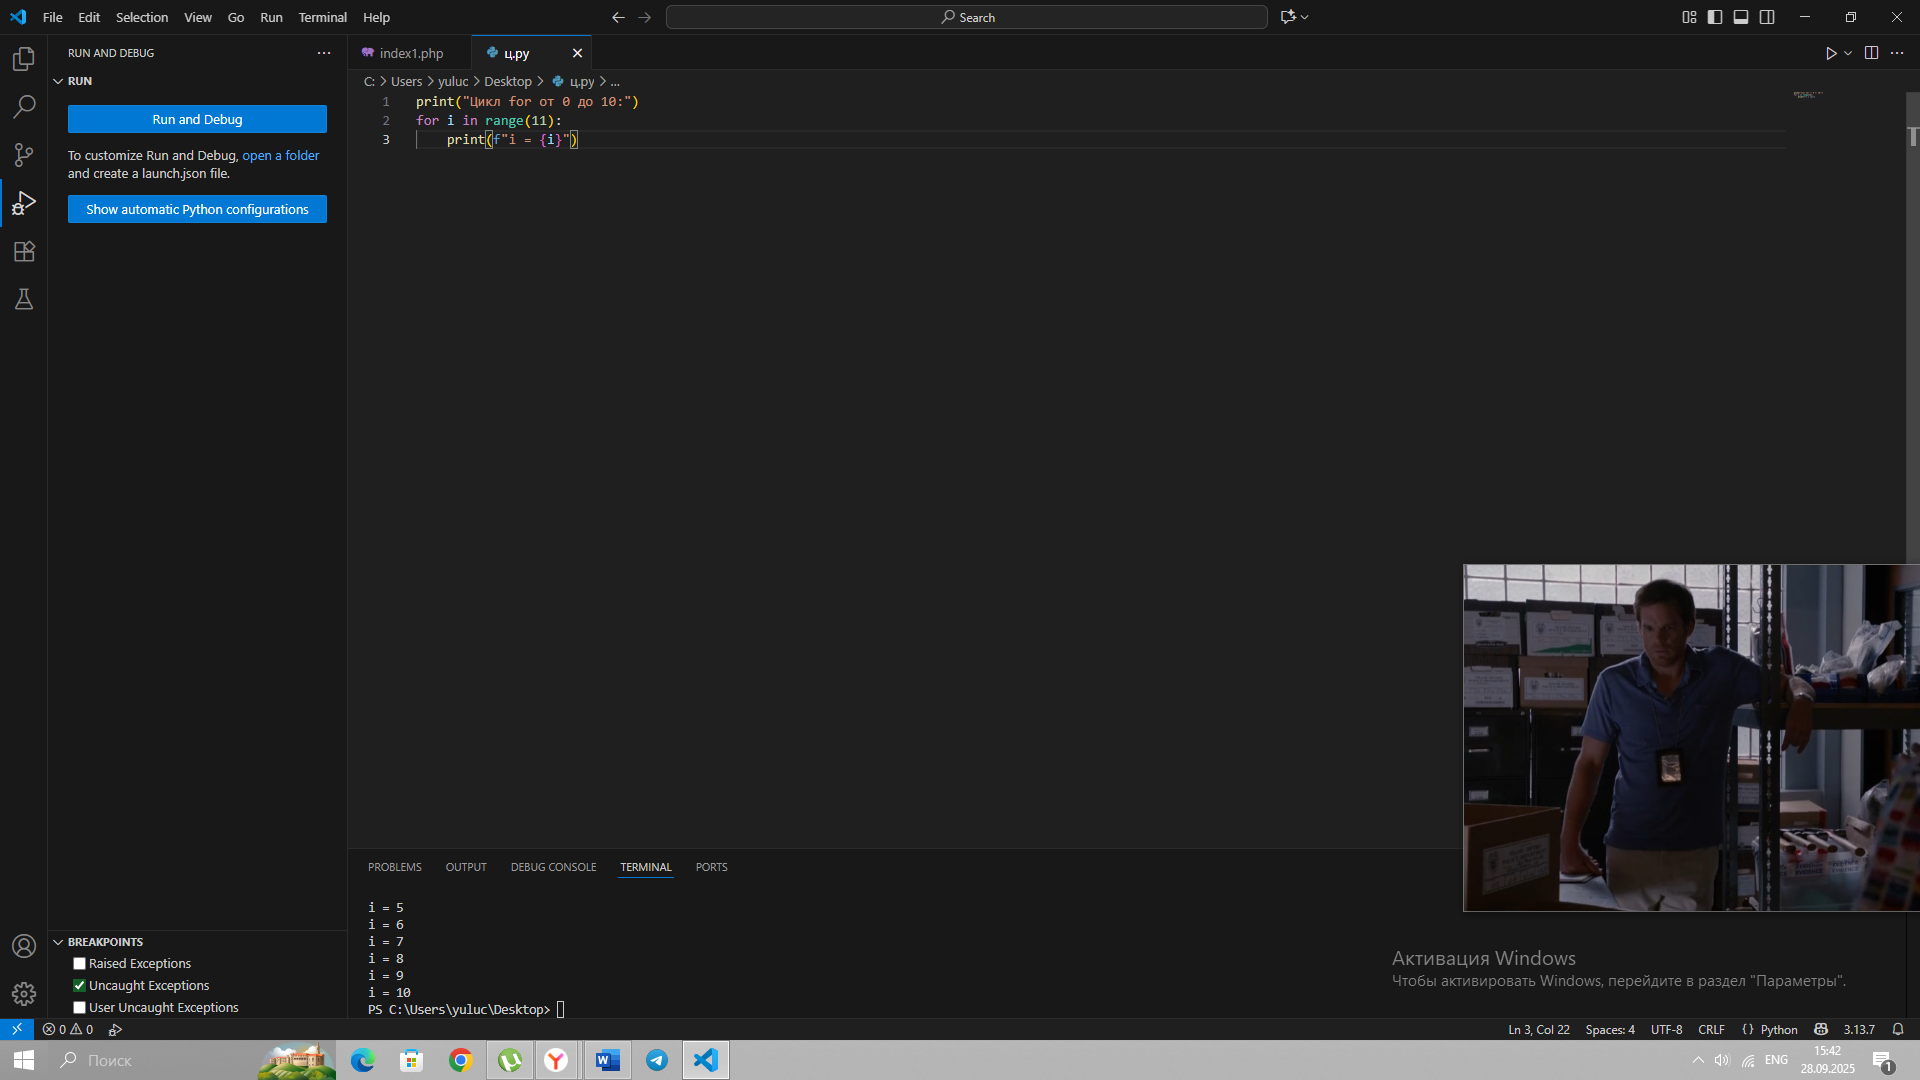 File Edit Selection View Go Run Terminal Help
Search
RUN AND DEBUG
RUN
Run and Debug
To customize Run and Debug, open a folder
and create a launch.json file.
Show automatic Python configurations
index1.php
ц.py
C: > Users > yuluc > Desktop > ц.py > ...
1 print("Цикл for от 0 до 10:")
2 for i in range(11):
3 print(f"i = {i}")
PROBLEMS OUTPUT DEBUG CONSOLE TERMINAL PORTS
i = 5
i = 6
i = 7
i = 8
i = 9
i = 10
PS C:\Users\yuluc\Desktop>
BREAKPOINTS
Raised Exceptions
Uncaught Exceptions
User Uncaught Exceptions
Активация Windows
Чтобы активировать Windows, перейдите в раздел "Параметры".
0 0
Ln 3, Col 22 Spaces: 4 UTF-8 CRLF {} Python 3.13.7
Поиск
ENG
15:42
28.09.2025
1